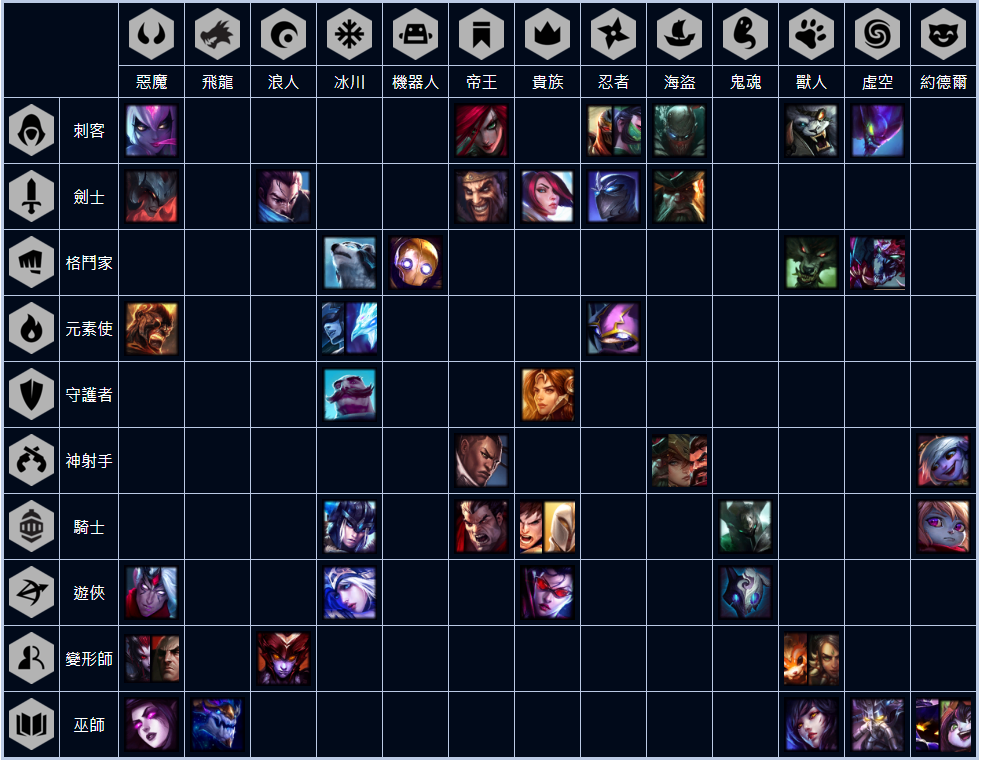 惡魔 飛龍 浪人 冰川 機器人 帝王 貴族 忍者 海盜 鬼魂 獸人 虛空 約德爾
刺客
劍士
格鬥家
元素使
守護者
神射手
騎士
遊俠
變形師
巫師